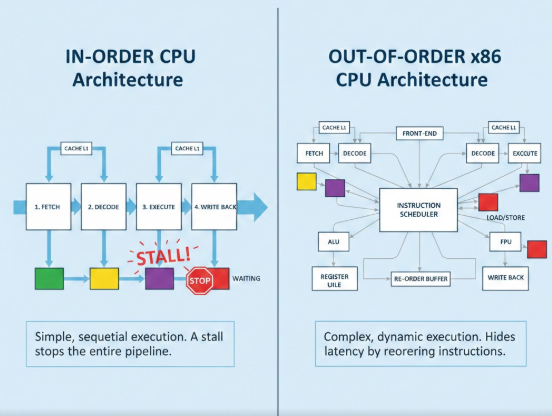 IN-ORDER CPU
Architecture
CACHE L1
CACHE L1
1. FETCH
2. DECODE
3. EXECUTE
4. WRITE BACK
STALL!
STOP
WAITING
Simple, sequetial execution. A stall
stops the entire pipeline.
OUT-OF-ORDER x86
CPU Architecture
CACHE L1
FRONT-END
CACHE L1
FETCH
DECODE
DECODE
EXCCUTE
INSTRUCTION
SCHEDULER
LOAD/STORE
ALU
FPU
REGISTER
UILE
RE-ORDER BUFFER
WRITE BACK
Complex, dynamic execution. Hides
latency by reorering instructions.